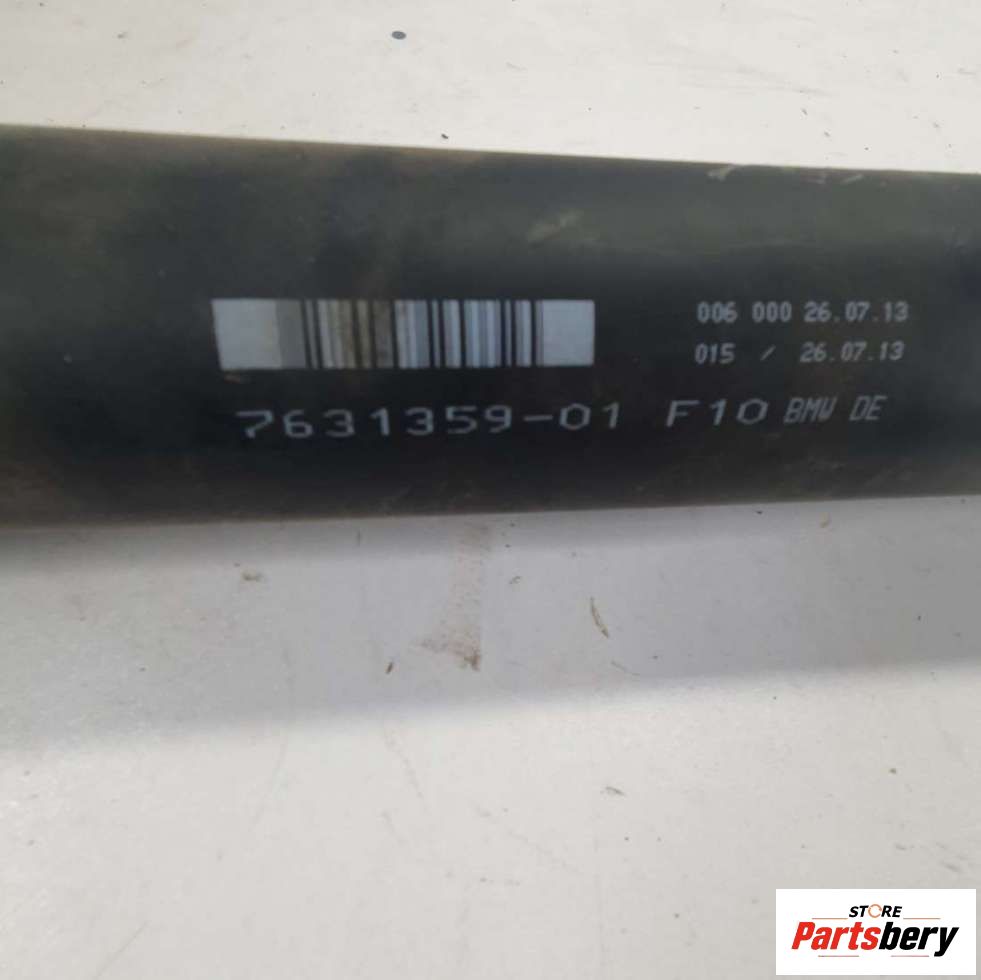 006 000 26.07.13
015 / 26.07.13
7631359-01 F10 BMW DE
STORE
Partsbery